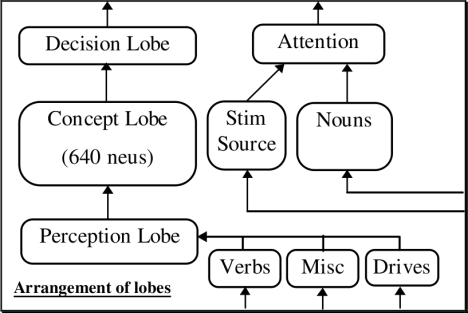 Decision Lobe
Attention
Concept Lobe
(640 neus)
Stim
Source
Nouns
Perception Lobe
Verbs
Misc
Drives
Arrangement of lobes